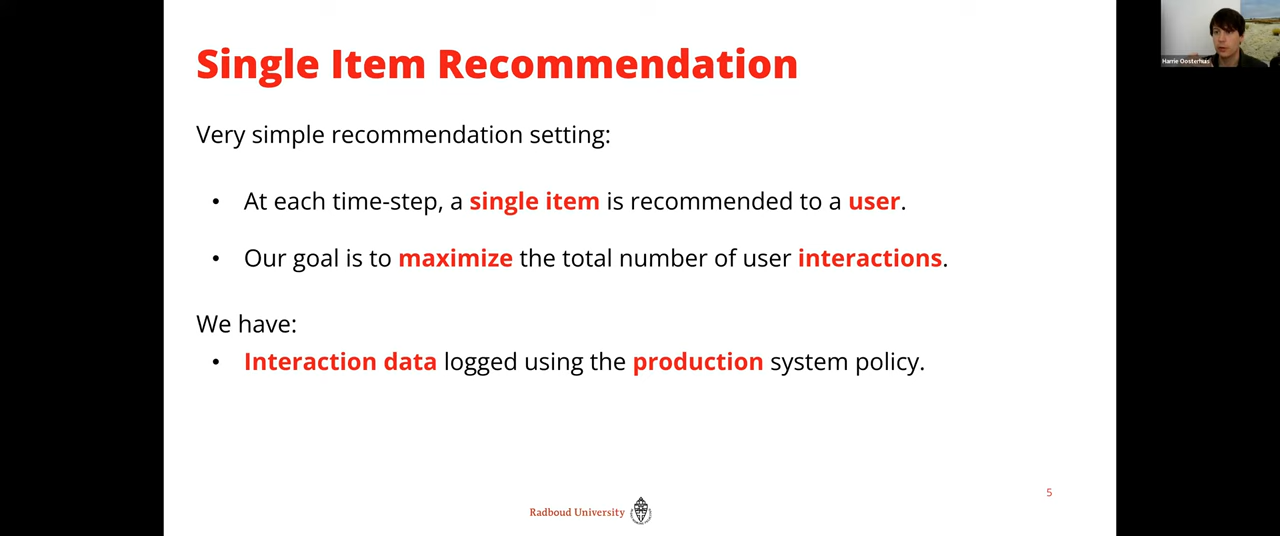 Single Item Recommendation
Harrie Oosterhuis
Very simple recommendation setting:
• At each time-step, a single item is recommended to a user.
• Our goal is to maximize the total number of user interactions.
We have:
• Interaction data logged using the production system policy.
5
Radboud University